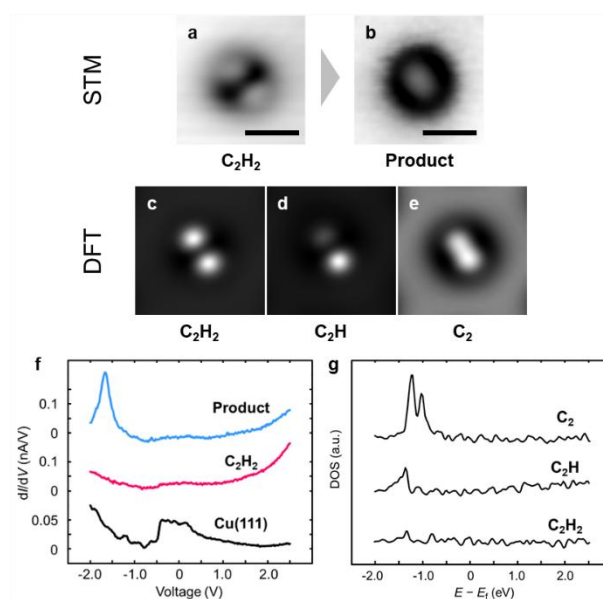 STM
a
b
C₂H₂
Product
DFT
c
d
e
C₂H₂
C₂H
C₂
f
dI/dV (nA/V)
0.1
0
0.1
0
0.05
0
Product
C₂H₂
Cu(111)
-2.0 -1.0 0 1.0 2.0
Voltage (V)
g
DOS (a.u.)
C₂
C₂H
C₂H₂
-2.0 -1.0 0 1.0 2.0
E − Ef (eV)